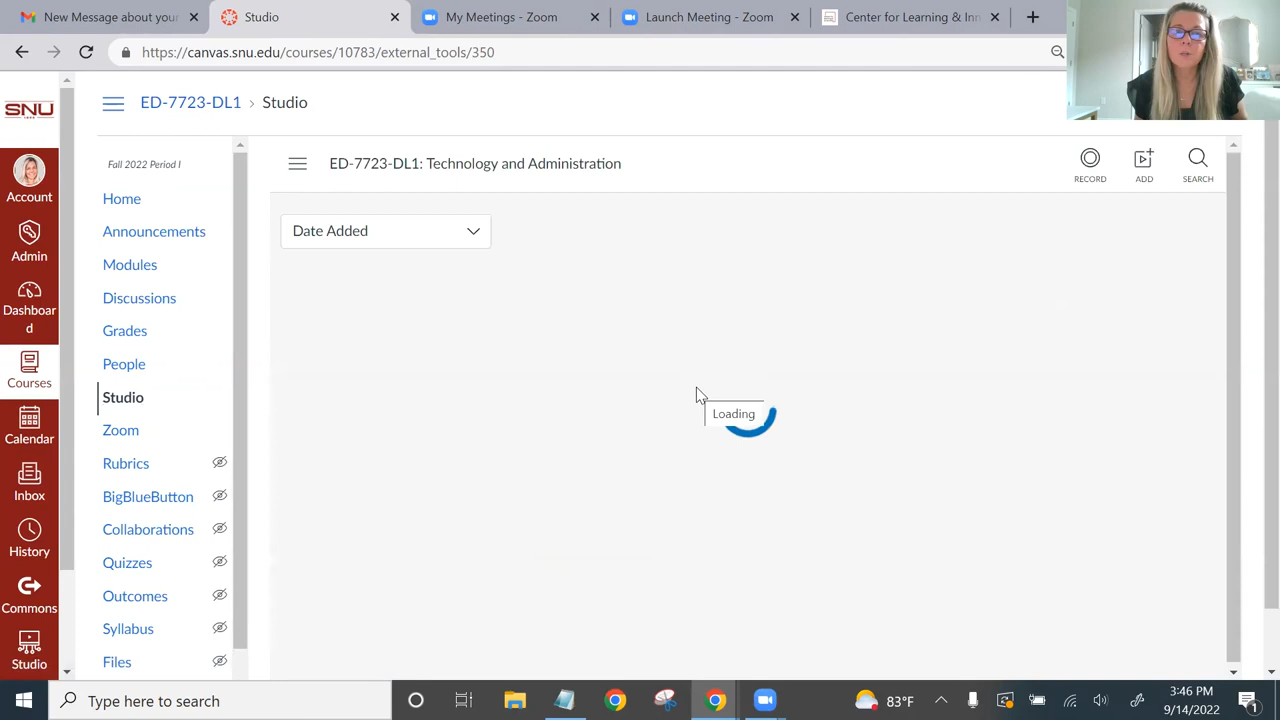 New Message about your
Studio
My Meetings - Zoom
Launch Meeting - Zoom
Center for Learning & Inn
https://canvas.snu.edu/courses/10783/external_tools/350
SNU
ED-7723-DL1 › Studio
Account
Admin
Dashboar
d
Courses
Calendar
Inbox
History
Commons
Studio
Fall 2022 Period I
Home
Announcements
Modules
Discussions
Grades
People
Studio
Zoom
Rubrics
BigBlueButton
Collaborations
Quizzes
Outcomes
Syllabus
Files
ED-7723-DL1: Technology and Administration
RECORD
ADD
SEARCH
Date Added
Loading
Type here to search
83°F
3:46 PM
9/14/2022
1